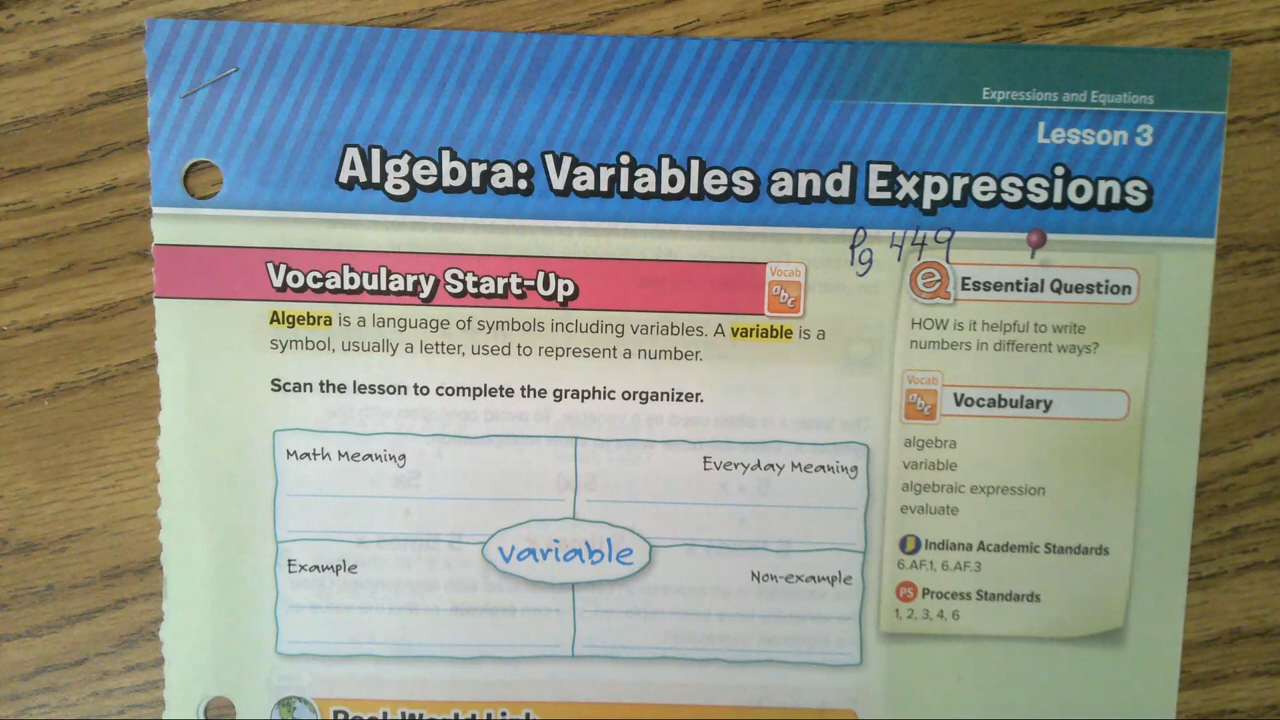 Expressions and Equations
Lesson 3
Algebra: Variables and Expressions
Pg 449
Vocabulary Start-Up
Vocab
abc
Algebra is a language of symbols including variables. A variable is a
symbol, usually a letter, used to represent a number.
Scan the lesson to complete the graphic organizer.
Math Meaning
Everyday Meaning
variable
Example
Non-example
e Essential Question
HOW is it helpful to write
numbers in different ways?
Vocab
abc
Vocabulary
algebra
variable
algebraic expression
evaluate
Indiana Academic Standards
6.AF.1, 6.AF.3
PS Process Standards
1, 2, 3, 4, 6
Real-World Link